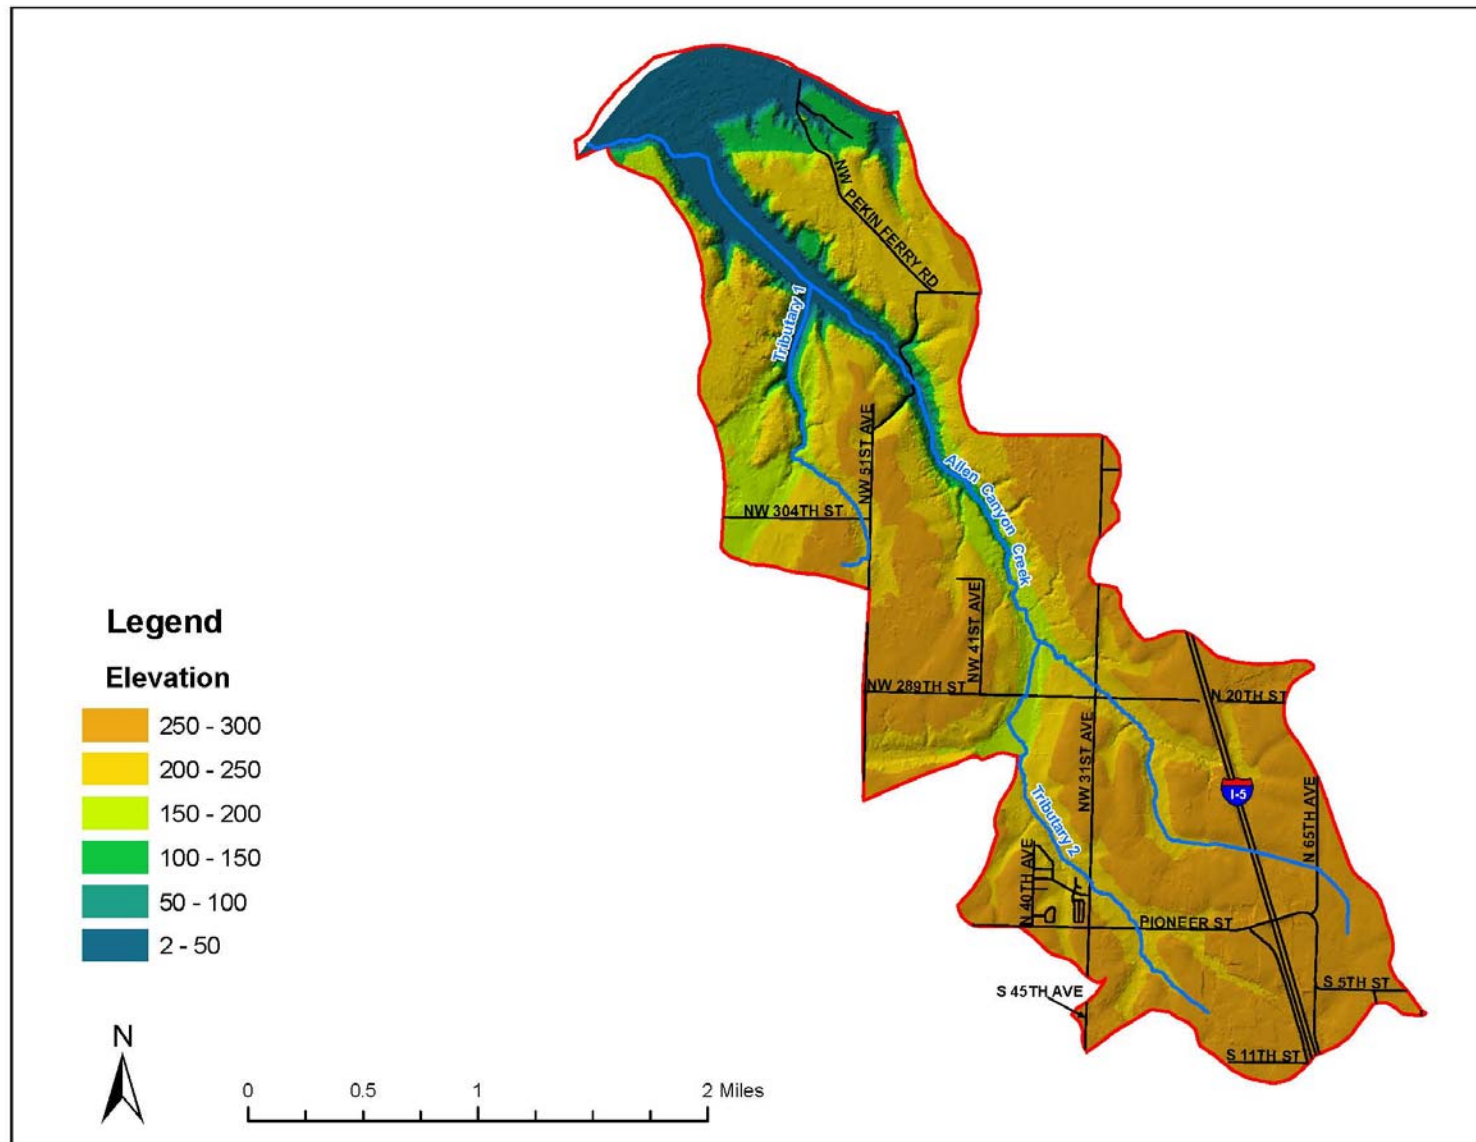 NW PEKIN FERRY RD
Tributary 1
NW 51ST AVE
Allen Canyon Creek
NW 304TH ST
NW 41ST AVE
NW 289TH ST
N 20TH ST
NW 31ST AVE
I-5
N 65TH AVE
Tributary 2
N 40TH AVE
PIONEER ST
S 45TH AVE
S 5TH ST
S 11TH ST
Legend
Elevation
250 - 300
200 - 250
150 - 200
100 - 150
50 - 100
2 - 50
N
0 0.5 1 2 Miles